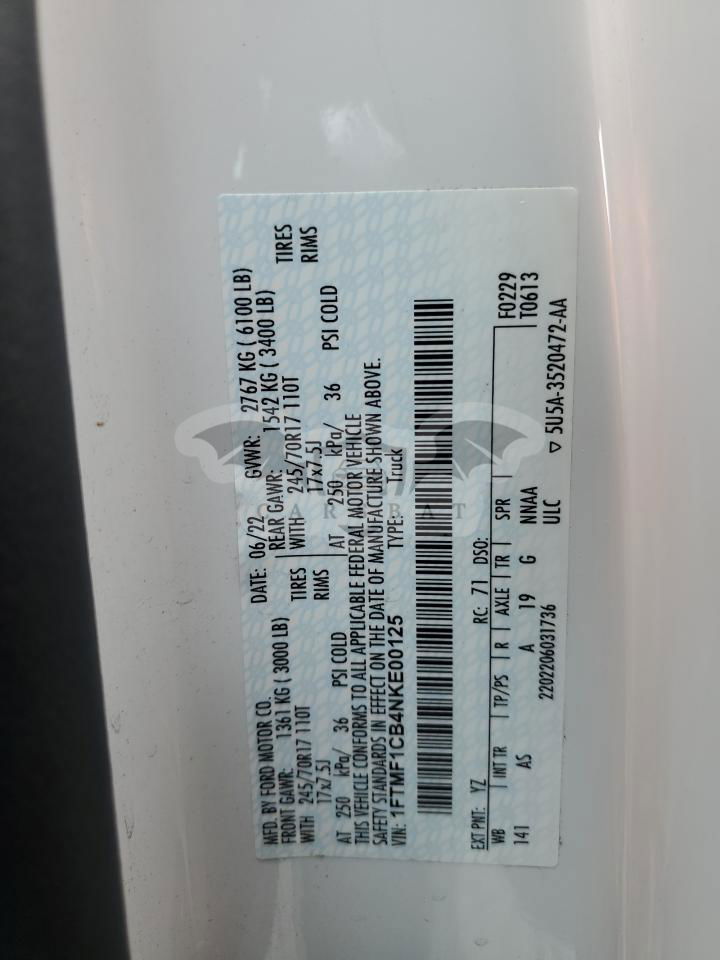 MFD. BY FORD MOTOR CO.
DATE: 06/22 GVWR: 2767 KG ( 6100 LB)
FRONT GAWR: 1361 KG ( 3000 LB)
REAR GAWR: 1542 KG ( 3400 LB)
WITH 245/70R17 110T TIRES
WITH 245/70R17 110T TIRES
17x7.5J RIMS
17x7.5J RIMS
AT 250 kPa/ 36 PSI COLD
AT 250 kPa/ 36 PSI COLD
THIS VEHICLE CONFORMS TO ALL APPLICABLE FEDERAL MOTOR VEHICLE
SAFETY STANDARDS IN EFFECT ON THE DATE OF MANUFACTURE SHOWN ABOVE.
VIN: 1FTMF1CB4NKE00125 TYPE: Truck
EXT PNT: YZ RC: 71 DSO:
WB INT TR TP/PS R AXLE TR SPR F0229
T0613
141 AS A 19 G NNAA
ULC
2202206031736 ▽ 5U5A-3520472-AA
CAR BAT